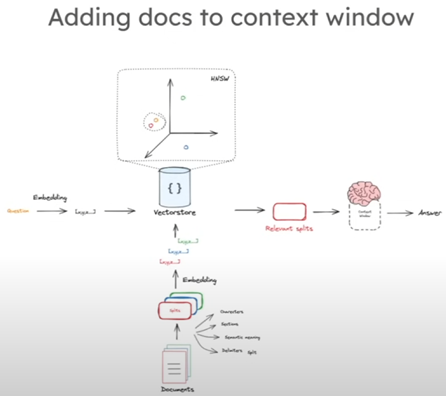 Adding docs to context window
HNSW
{ }
Embedding
Question
Vectorstore
Relevant splits
Context
Window
Answer
Embedding
Splits
Characters
Sections
Semantic meaning
Delimiters Split
Documents